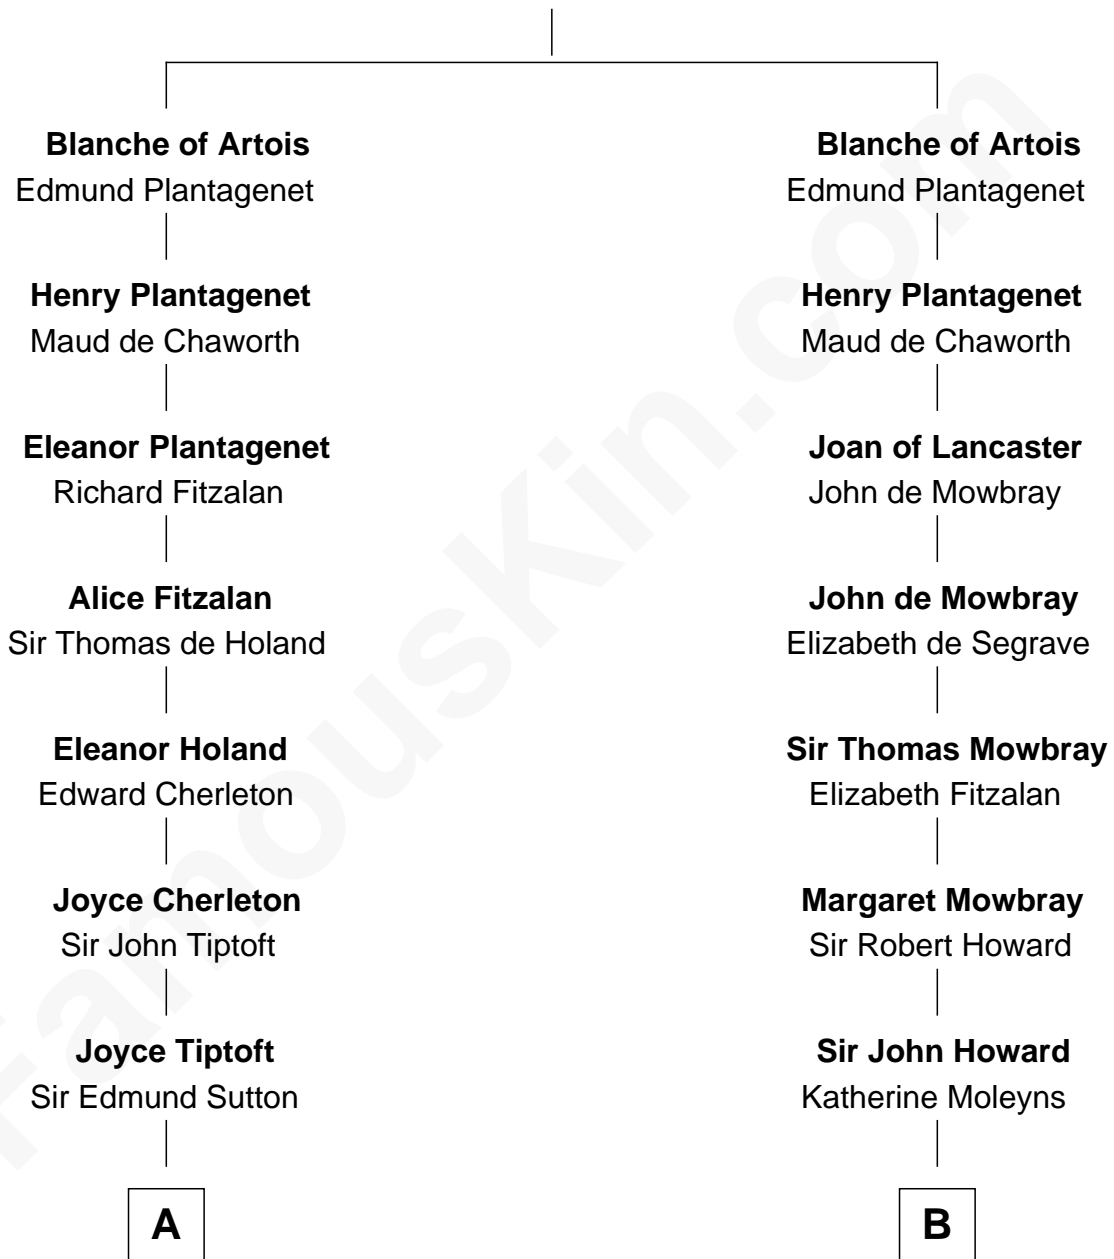 Blanche of Artois
Edmund Plantagenet
Henry Plantagenet
Maud de Chaworth
Eleanor Plantagenet
Richard Fitzalan
Alice Fitzalan
Sir Thomas de Holand
Eleanor Holand
Edward Cherleton
Joyce Cherleton
Sir John Tiptoft
Joyce Tiptoft
Sir Edmund Sutton
A
Blanche of Artois
Edmund Plantagenet
Henry Plantagenet
Maud de Chaworth
Joan of Lancaster
John de Mowbray
John de Mowbray
Elizabeth de Segrave
Sir Thomas Mowbray
Elizabeth Fitzalan
Margaret Mowbray
Sir Robert Howard
Sir John Howard
Katherine Moleyns
B
FamousKin.com